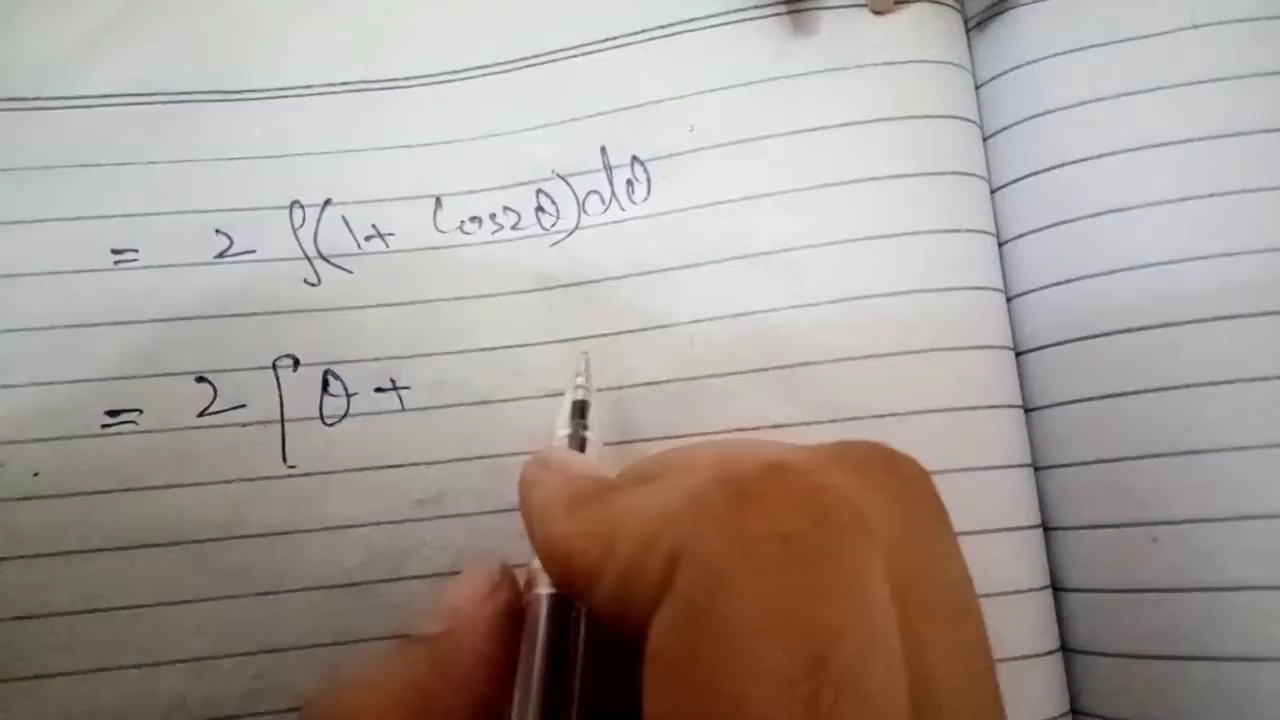 = 2 ∫(1+ Cos2θ)dθ
= 2 [ θ +